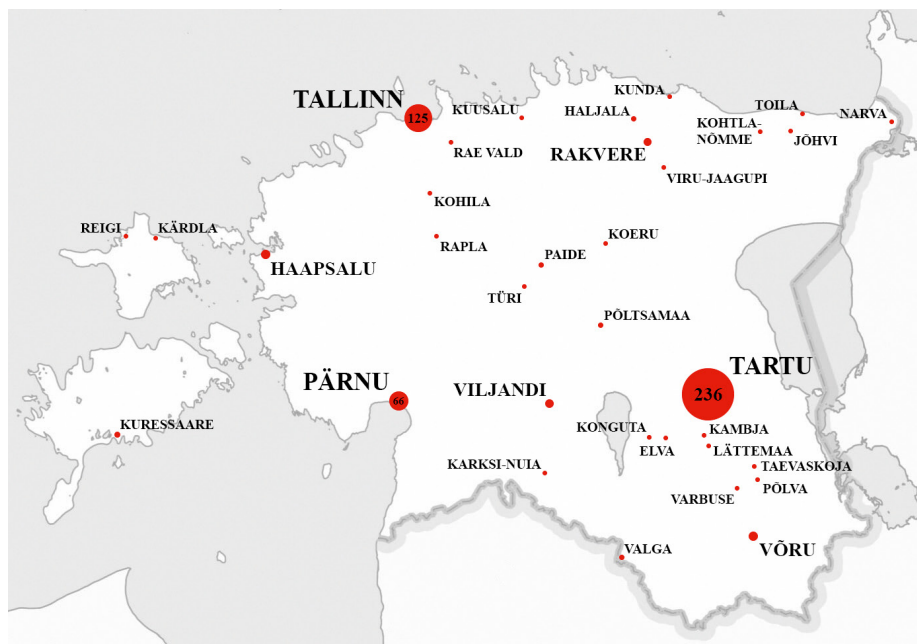 KUNDA
TALLINN
125
KUUSALU
HALJALA
TOILA
NARVA
KOHTLA-
NÕMME
JÕHVI
RAE VALD
RAKVERE
VIRU-JAAGUPI
KOHILA
REIGI
KÄRDLA
RAPLA
KOERU
HAAPSALU
PAIDE
TÜRI
PÕLTSAMAA
TARTU
236
PÄRNU
66
VILJANDI
KURESSAARE
KONGUTA
ELVA
KAMBJA
LÄTTEMAA
KARKSI-NUIA
TAEVASKOJA
PÕLVA
VARBUSE
VALGA
VÕRU